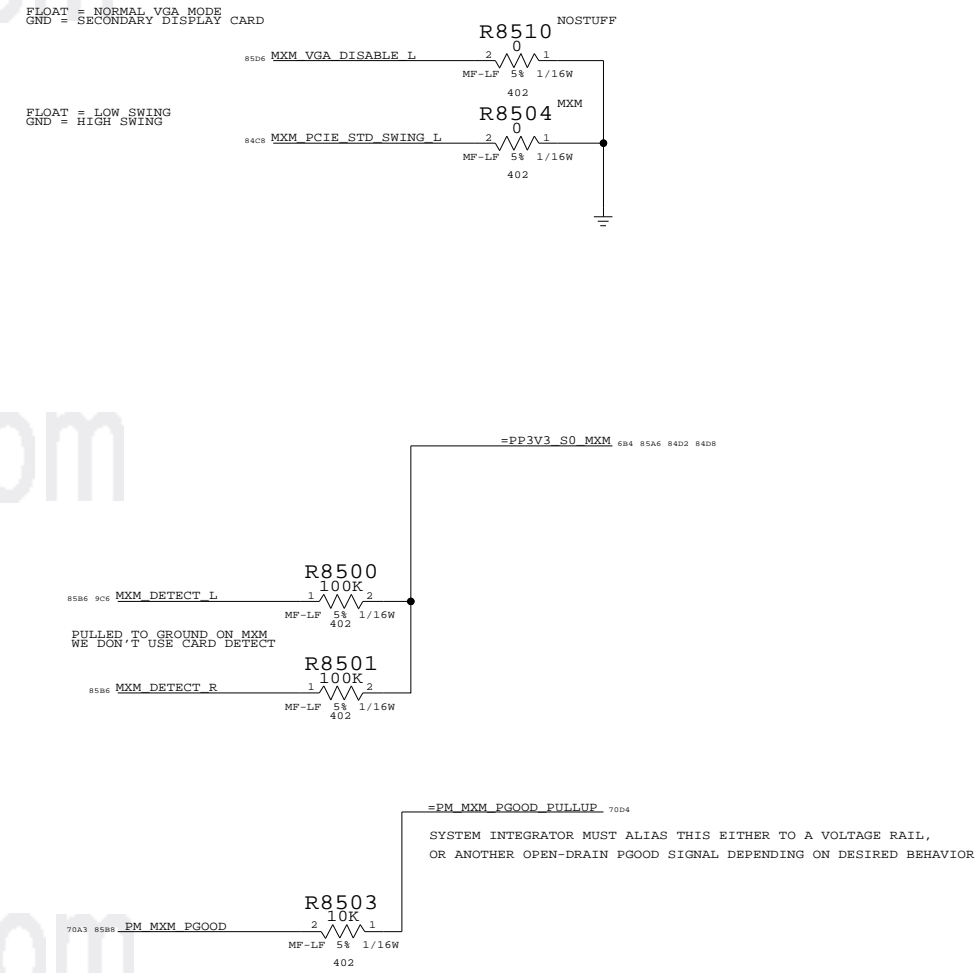 FLOAT = NORMAL VGA MODE
GND = SECONDARY DISPLAY CARD
NOSTUFF
R8510
0
85D6 MXM_VGA_DISABLE_L 2 1
MF-LF 5% 1/16W
402
MXM
FLOAT = LOW SWING
GND = HIGH SWING
R8504
0
84C8 MXM_PCIE_STD_SWING_L 2 1
MF-LF 5% 1/16W
402
=PP3V3_S0_MXM 6B4 85A6 84D2 84D8
R8500
100K
85B6 9C6 MXM_DETECT_L 1 2
MF-LF 5% 1/16W
402
PULLED TO GROUND ON MXM
WE DON'T USE CARD DETECT
R8501
100K
85B6 MXM_DETECT_R 1 2
MF-LF 5% 1/16W
402
=PM_MXM_PGOOD_PULLUP 70D4
SYSTEM INTEGRATOR MUST ALIAS THIS EITHER TO A VOLTAGE RAIL,
OR ANOTHER OPEN-DRAIN PGOOD SIGNAL DEPENDING ON DESIRED BEHAVIOR
R8503
10K
70A3 85B8 PM_MXM_PGOOD 2 1
MF-LF 5% 1/16W
402
om
om